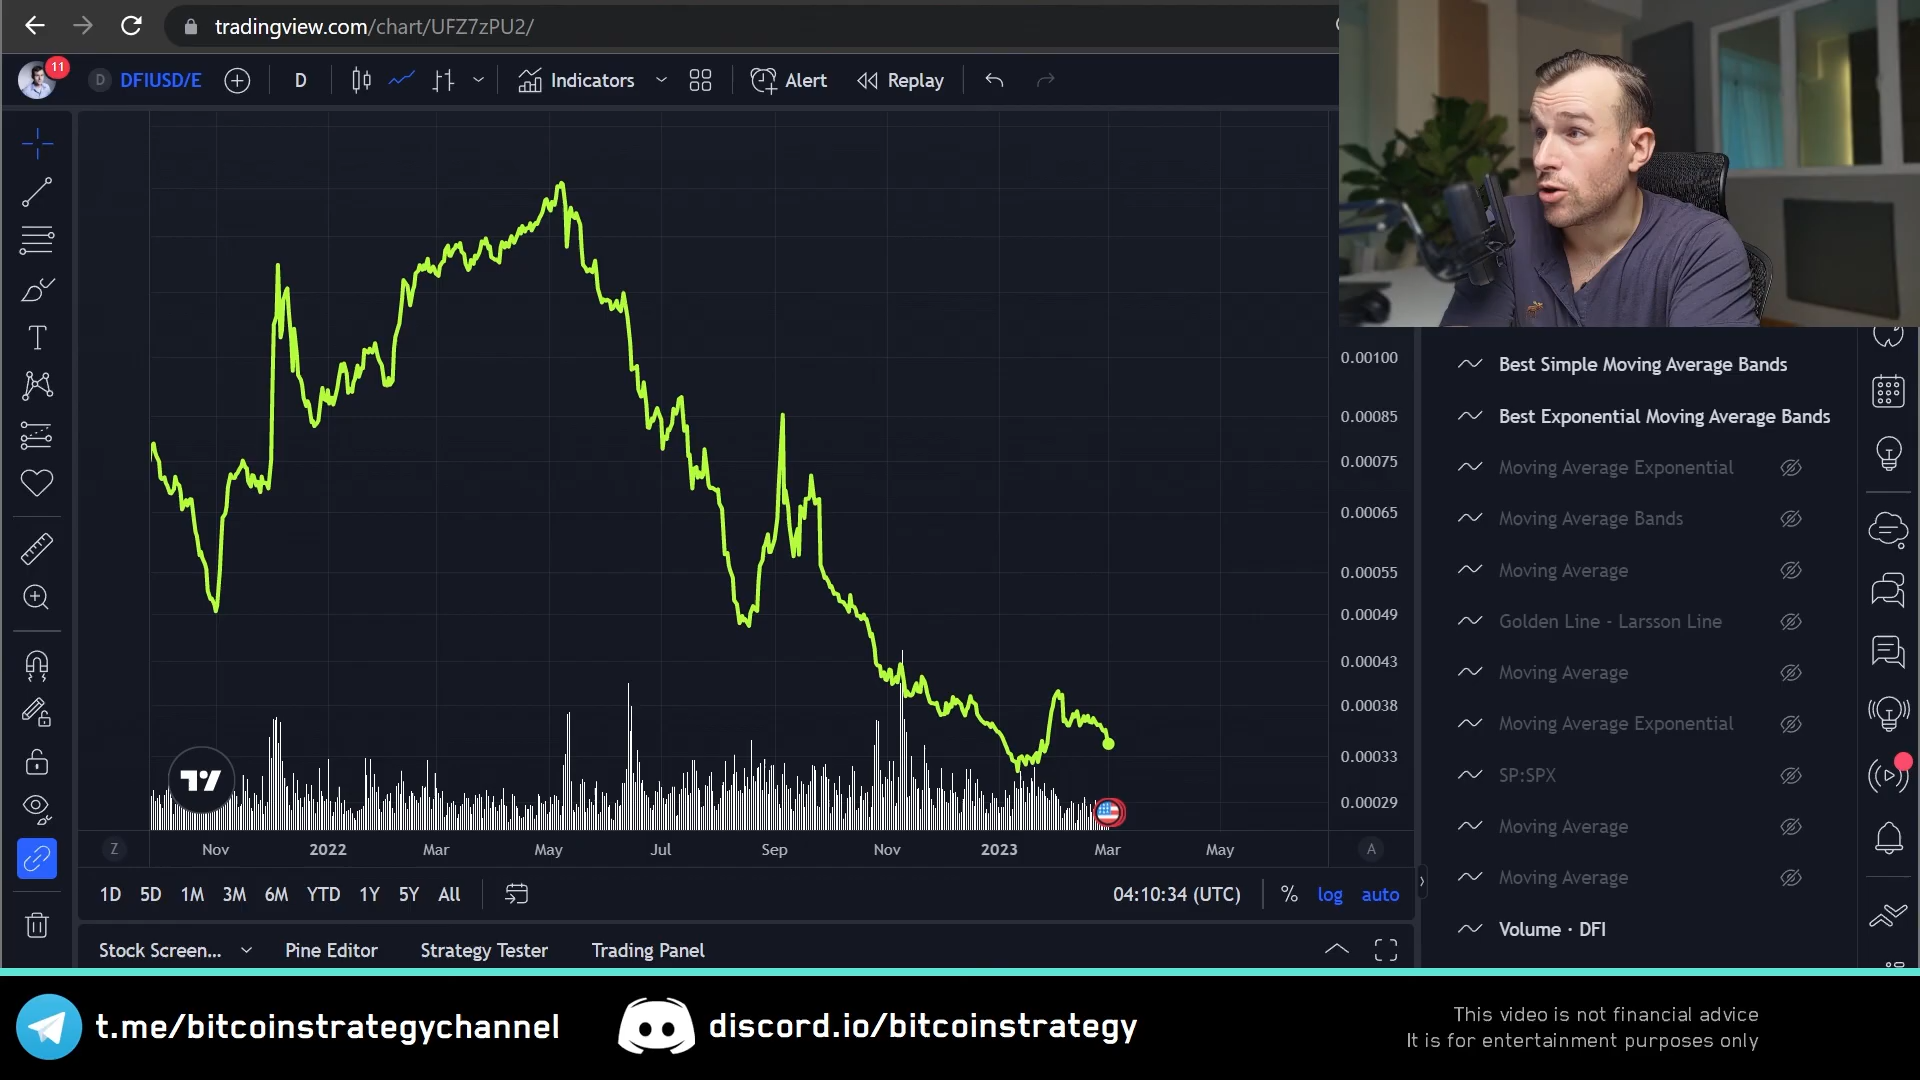 tradingview.com/chart/UFZ7zPU2/
11
D DFIUSD/E D Indicators Alert Replay
0.00100
0.00085
0.00075
0.00065
0.00055
0.00049
0.00043
0.00038
0.00033
0.00029
Z Nov 2022 Mar May Jul Sep Nov 2023 Mar May A
1D 5D 1M 3M 6M YTD 1Y 5Y All 04:10:34 (UTC) % log auto
Stock Screen... Pine Editor Strategy Tester Trading Panel
Best Simple Moving Average Bands
Best Exponential Moving Average Bands
Moving Average Exponential
Moving Average Bands
Moving Average
Golden Line - Larsson Line
Moving Average
Moving Average Exponential
SP:SPX
Moving Average
Moving Average
Volume · DFI
t.me/bitcoinstrategychannel
discord.io/bitcoinstrategy
This video is not financial advice
It is for entertainment purposes only